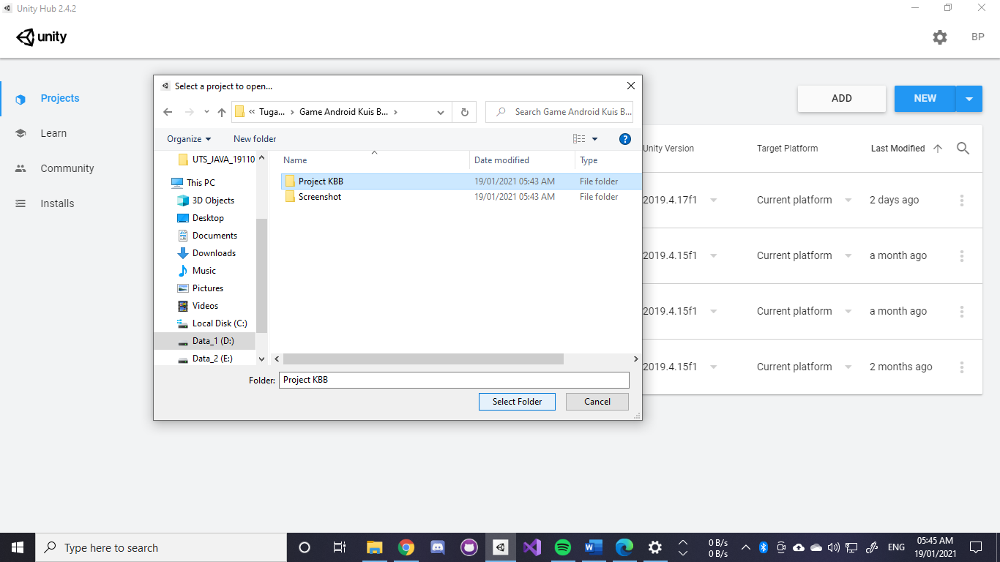 Unity Hub 2.4.2
unity
BP
Projects
Learn
Community
Installs
ADD
NEW
Unity Version
Target Platform
Last Modified
2019.4.17f1
Current platform
2 days ago
2019.4.15f1
Current platform
a month ago
2019.4.15f1
Current platform
a month ago
2019.4.15f1
Current platform
2 months ago
Select a project to open...
« Tuga... › Game Android Kuis B... ›
Search Game Android Kuis B...
Organize
New folder
?
UTS_JAVA_19110
This PC
3D Objects
Desktop
Documents
Downloads
Music
Pictures
Videos
Local Disk (C:)
Data_1 (D:)
Data_2 (E:)
Name
Date modified
Type
Project KBB
19/01/2021 05:43 AM
File folder
Screenshot
19/01/2021 05:43 AM
File folder
Folder:
Project KBB
Select Folder
Cancel
Type here to search
0 B/s
0 B/s
ENG
05:45 AM
19/01/2021